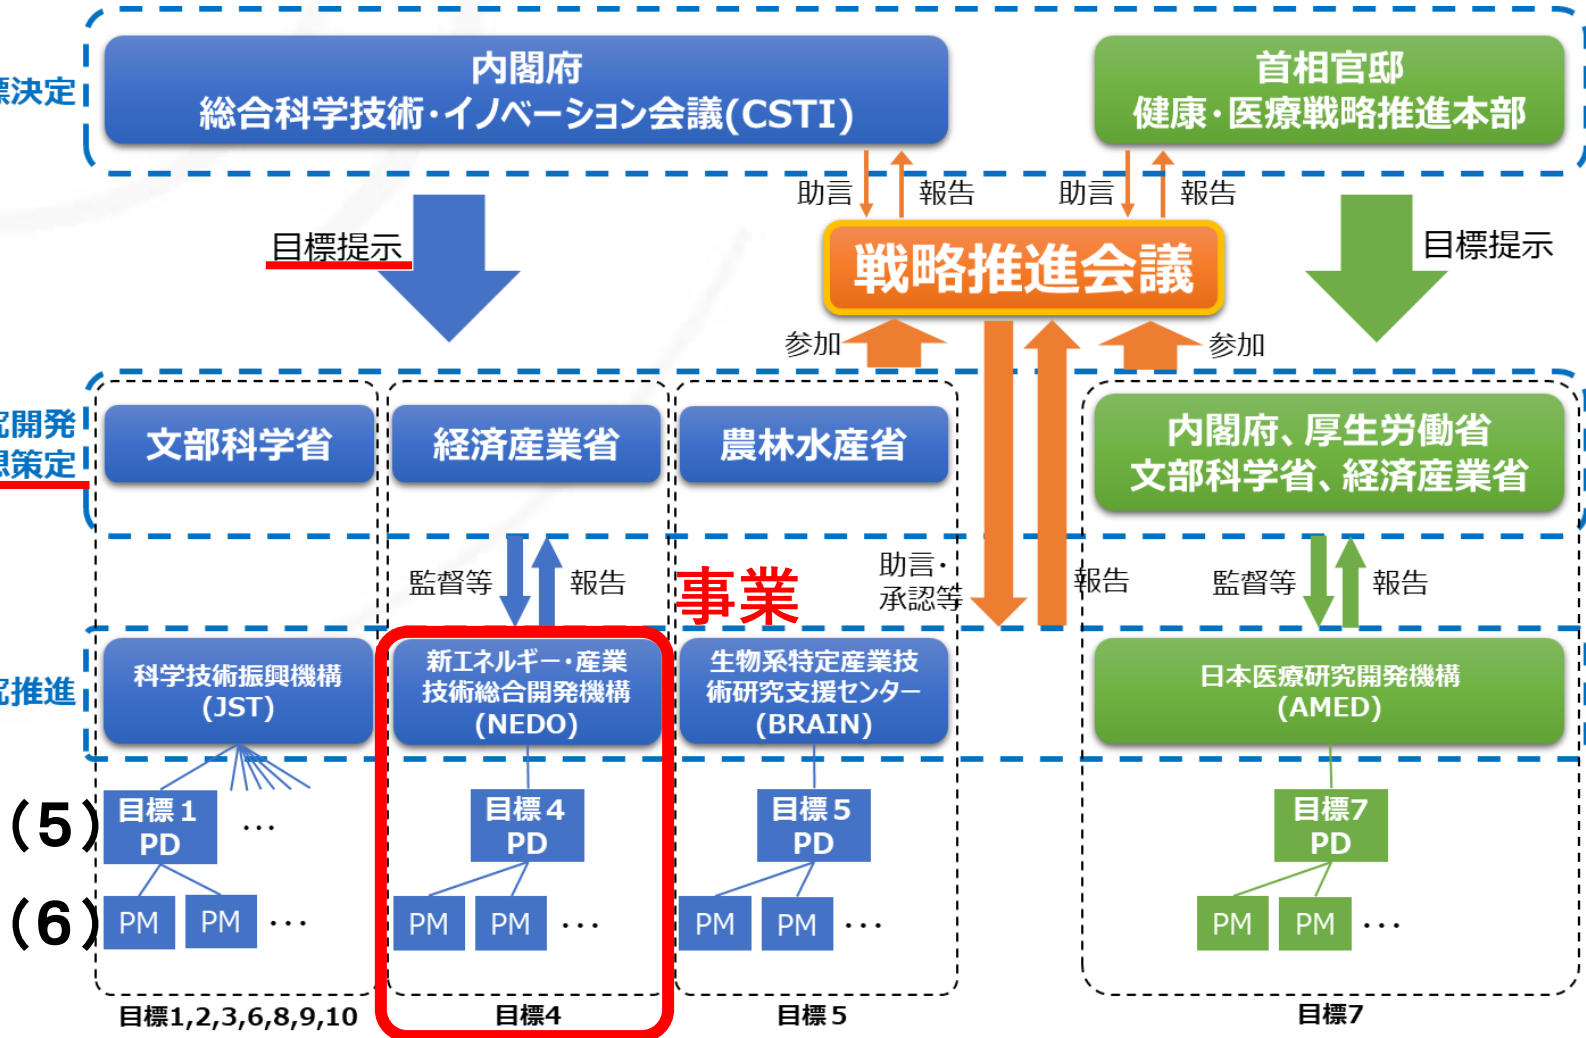 内閣府
総合科学技術・イノベーション会議(CSTI)
首相官邸
健康・医療戦略推進本部
標決定
助言
報告
助言
報告
目標提示
戦略推進会議
目標提示
参加
参加
究開発
想策定
文部科学省
経済産業省
農林水産省
内閣府、厚生労働省
文部科学省、経済産業省
監督等
報告
事業
助言・
承認等
報告
監督等
報告
究推進
科学技術振興機構
(JST)
新エネルギー・産業
技術総合開発機構
(NEDO)
生物系特定産業技
術研究支援センター
(BRAIN)
日本医療研究開発機構
(AMED)
(5)
目標1
PD
…
目標4
PD
目標5
PD
目標7
PD
(6)
PM
PM
…
PM
PM
…
PM
PM
…
PM
PM
…
目標1,2,3,6,8,9,10
目標4
目標5
目標7